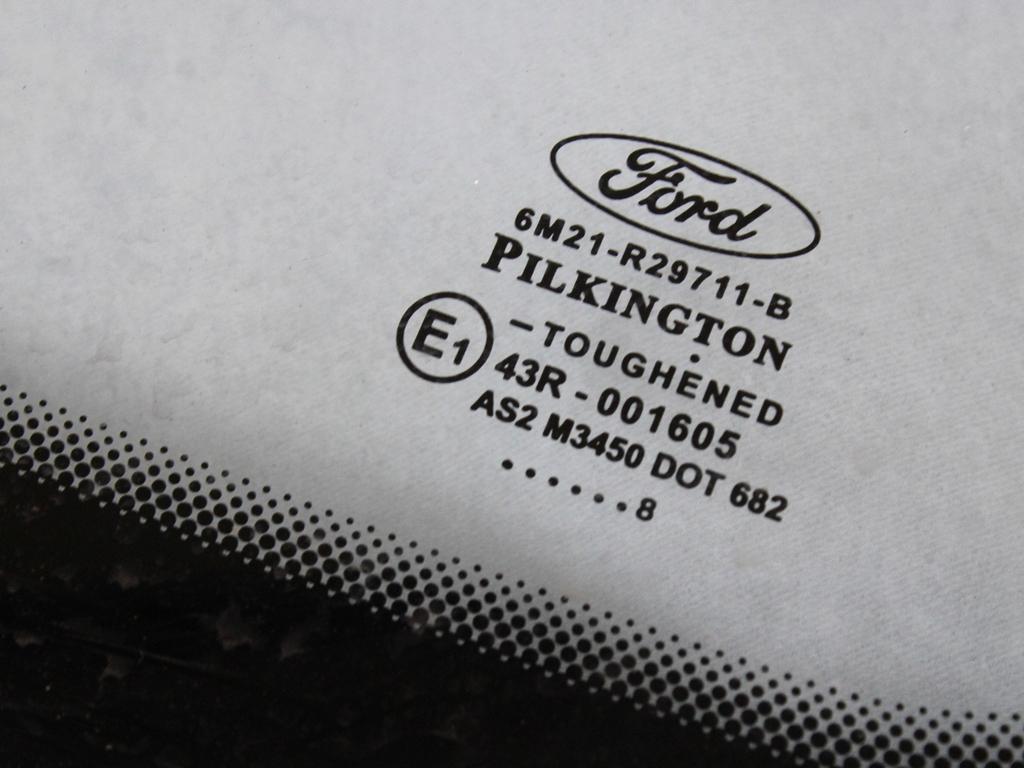 Ford
6M21-R29711-B
PILKINGTON
E1
-TOUGHENED
43R - 001605
AS2 M3450 DOT 682
. . . . . . 8